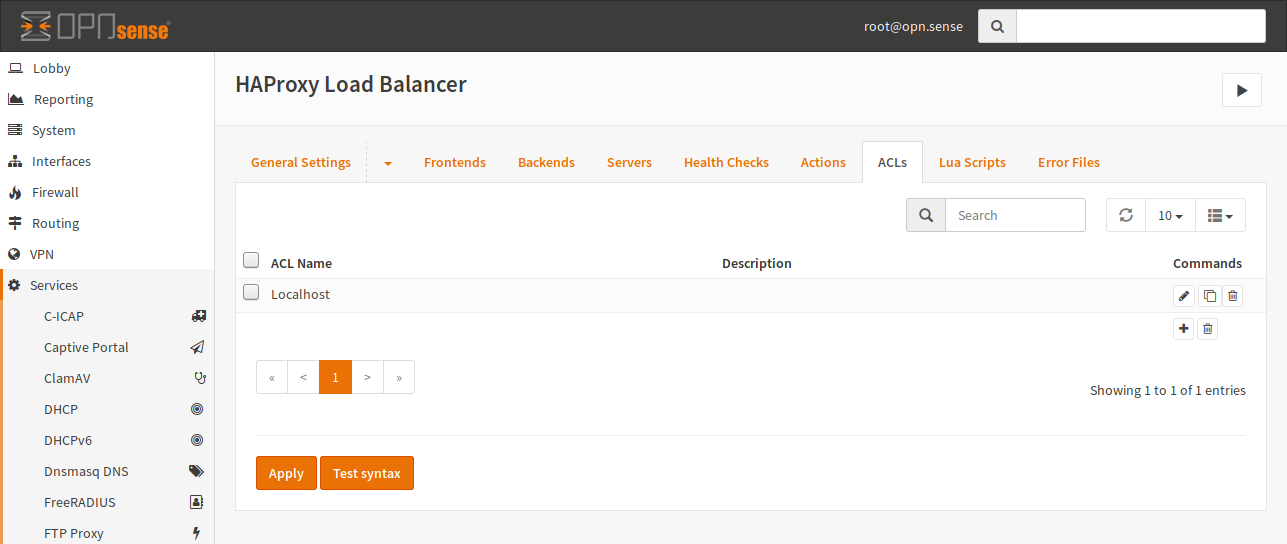 OPNsense®
root@opn.sense
Lobby
Reporting
System
Interfaces
Firewall
Routing
VPN
Services
C-ICAP
Captive Portal
ClamAV
DHCP
DHCPv6
Dnsmasq DNS
FreeRADIUS
FTP Proxy
HAProxy Load Balancer
General Settings Frontends Backends Servers Health Checks Actions ACLs Lua Scripts Error Files
Search 10
ACL Name Description Commands
Localhost
« < 1 > »
Showing 1 to 1 of 1 entries
Apply Test syntax